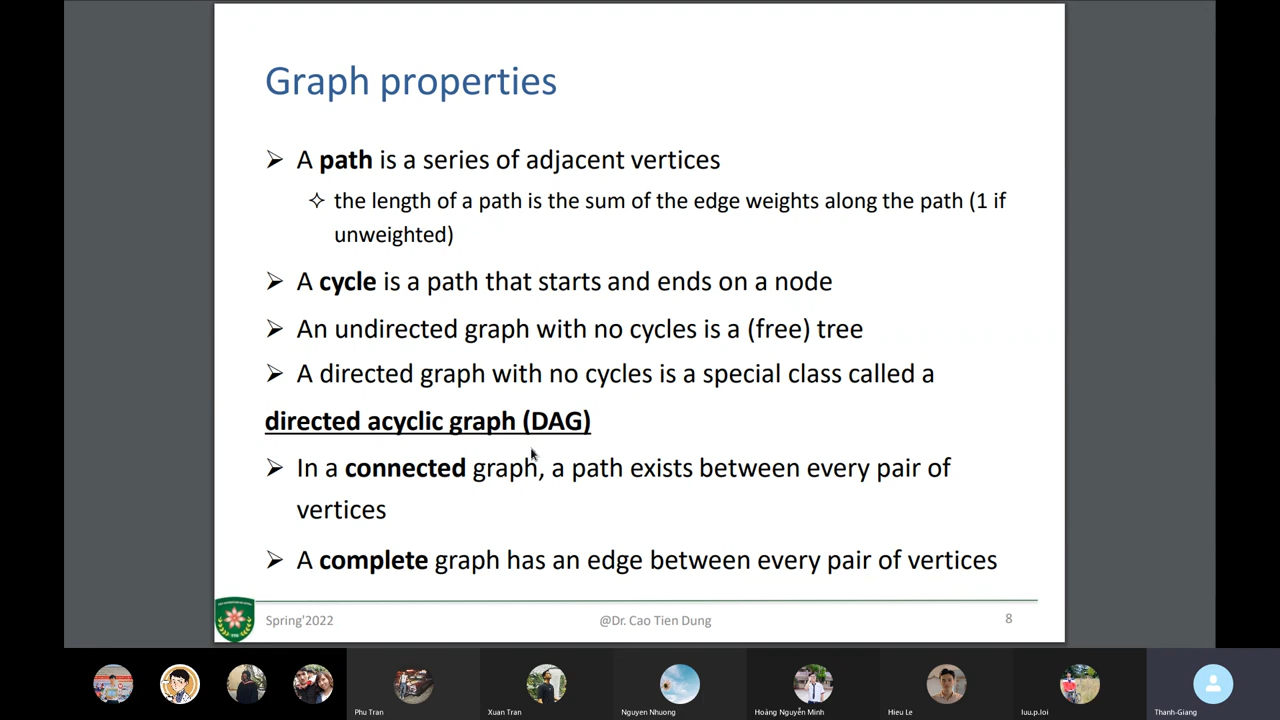 Graph properties
➢ A path is a series of adjacent vertices
✧ the length of a path is the sum of the edge weights along the path (1 if
unweighted)
➢ A cycle is a path that starts and ends on a node
➢ An undirected graph with no cycles is a (free) tree
➢ A directed graph with no cycles is a special class called a
directed acyclic graph (DAG)
➢ In a connected graph, a path exists between every pair of
vertices
➢ A complete graph has an edge between every pair of vertices
Spring'2022 @Dr. Cao Tien Dung 8
Phu Tran Xuan Tran Nguyen Nhuong Hoàng Nguyễn Minh Hieu Le luu.p.loi Thanh-Giang